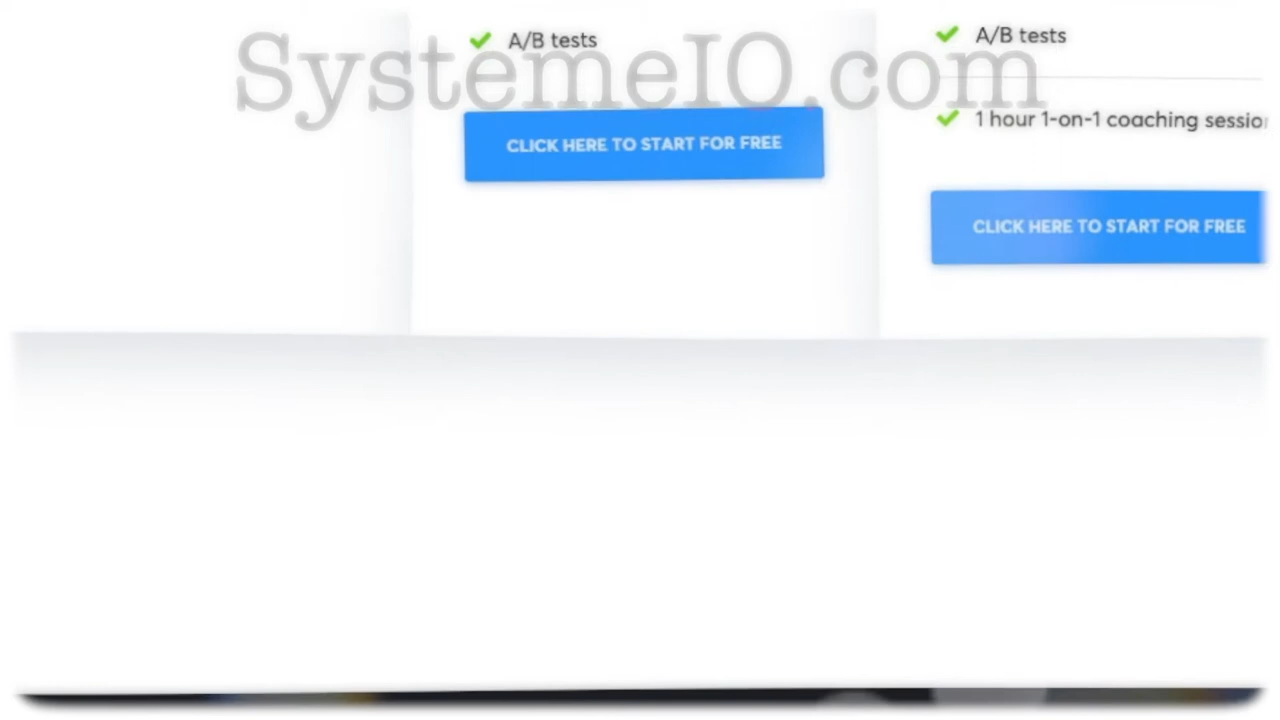 SystemeIO.com
A/B tests
CLICK HERE TO START FOR FREE
A/B tests
1 hour 1-on-1 coaching session
CLICK HERE TO START FOR FREE